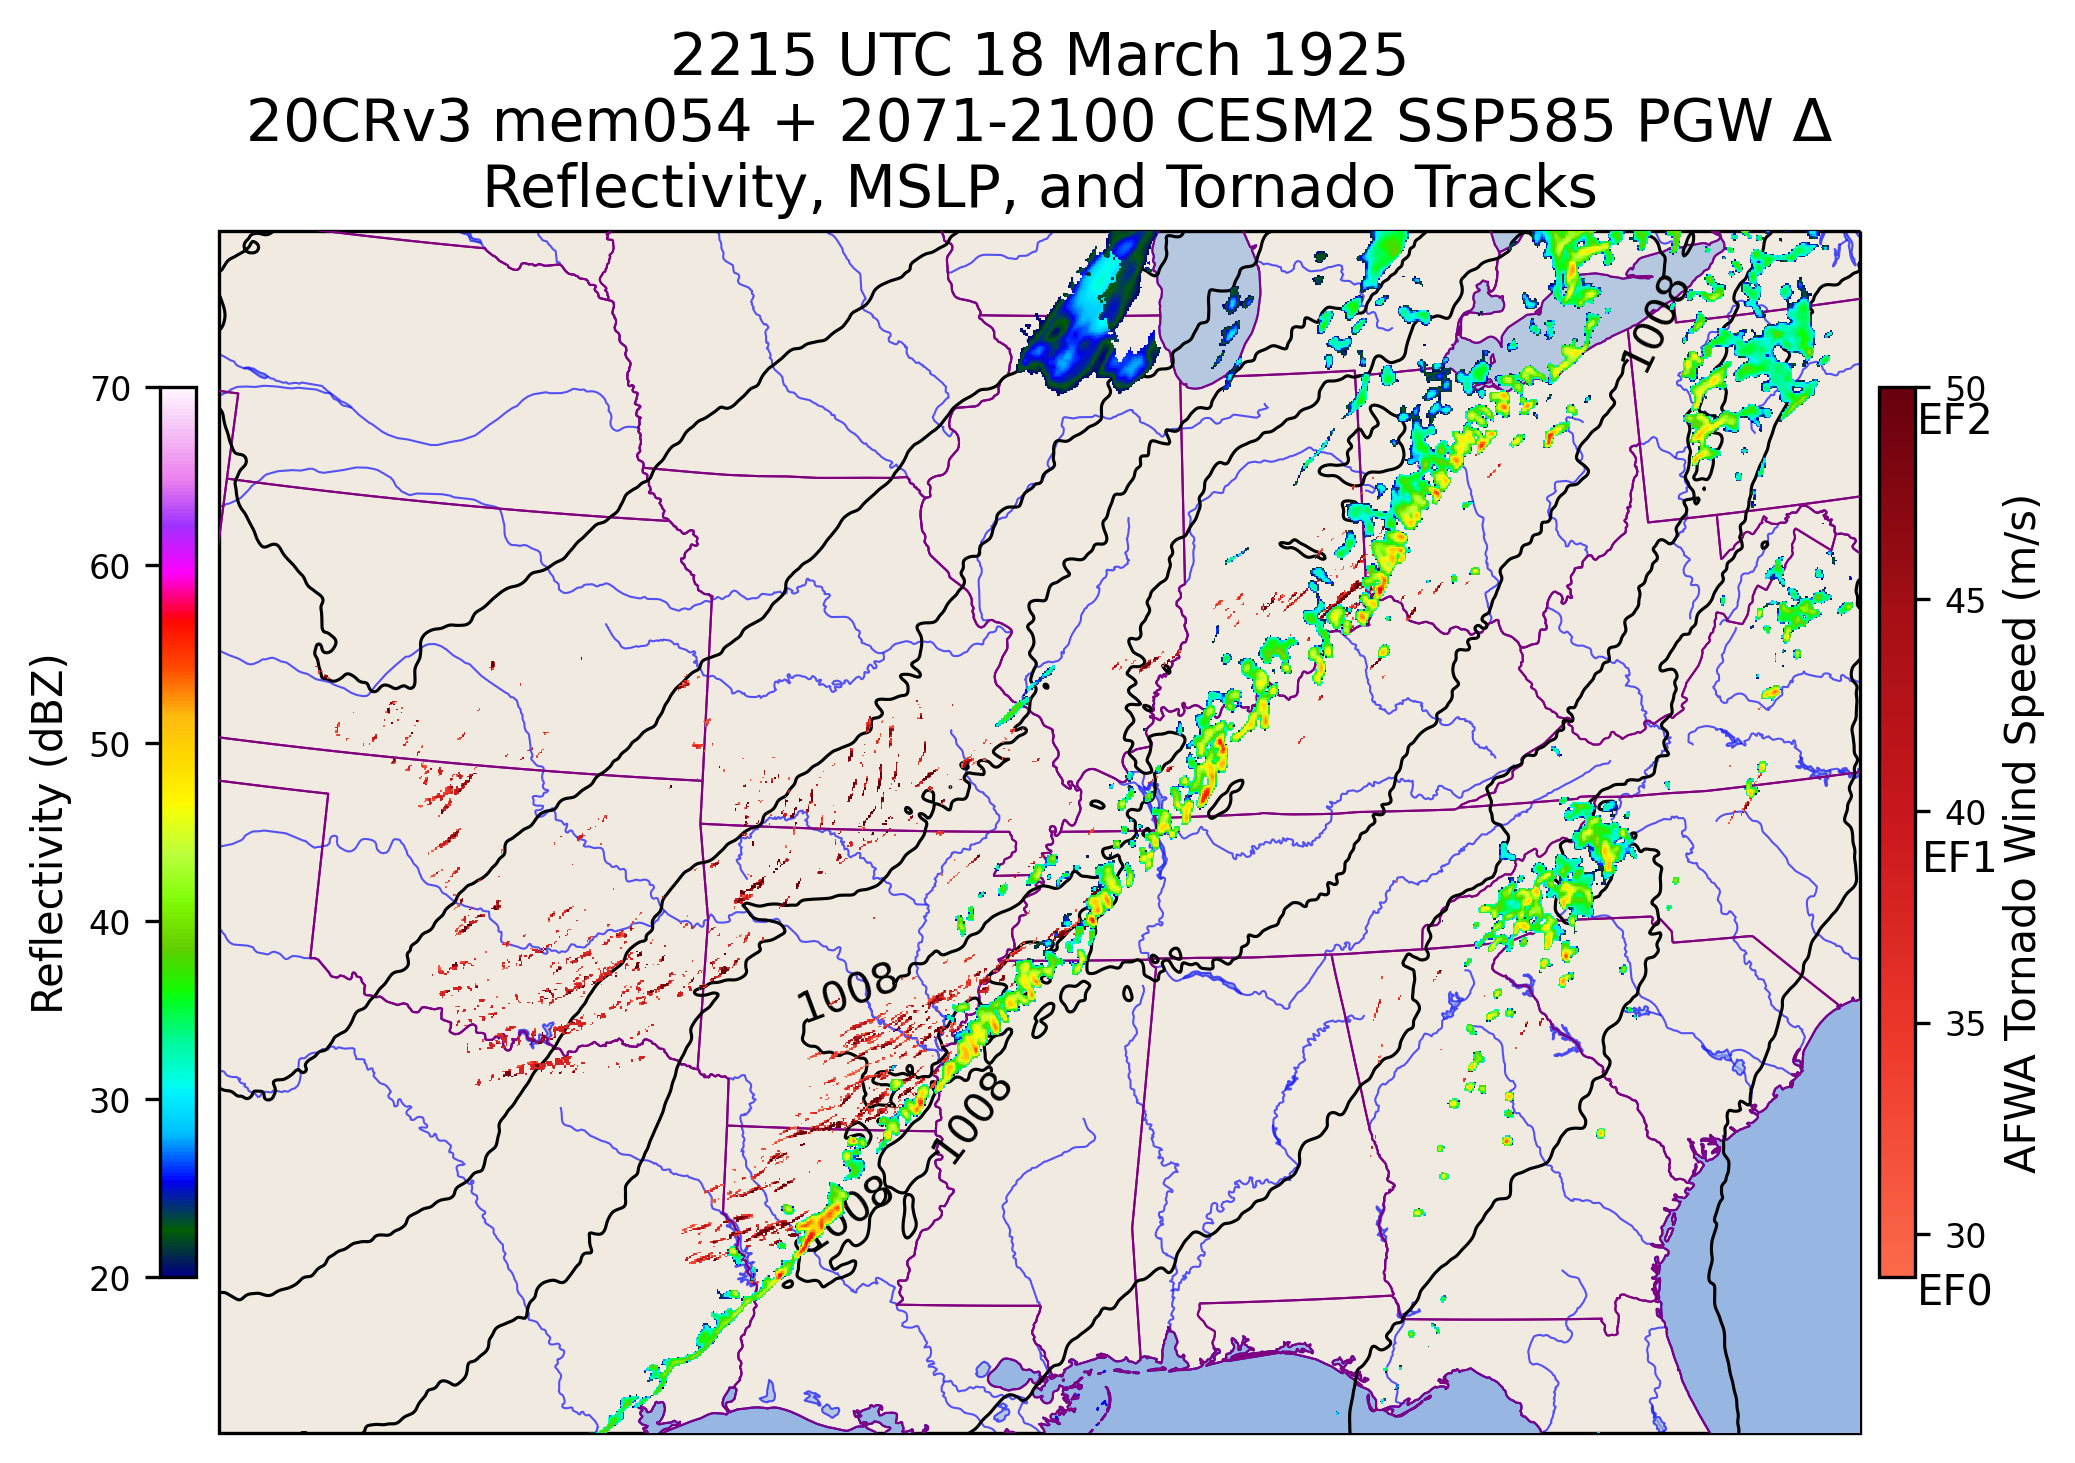 2215 UTC 18 March 1925
20CRv3 mem054 + 2071-2100 CESM2 SSP585 PGW Δ
Reflectivity, MSLP, and Tornado Tracks
70
60
50
40
30
20
Reflectivity (dBZ)
1008
1008
1008
1008
50
EF2
45
40
EF1
35
30
EF0
AFWA Tornado Wind Speed (m/s)